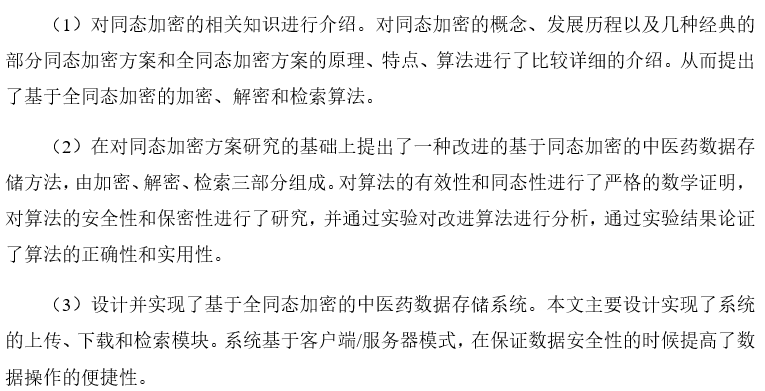 （1）对同态加密的相关知识进行介绍。对同态加密的概念、发展历程以及几种经典的
部分同态加密方案和全同态加密方案的原理、特点、算法进行了比较详细的介绍。从而提出
了基于全同态加密的加密、解密和检索算法。
（2）在对同态加密方案研究的基础上提出了一种改进的基于同态加密的中医药数据存
储方法，由加密、解密、检索三部分组成。对算法的有效性和同态性进行了严格的数学证明，
对算法的安全性和保密性进行了研究，并通过实验对改进算法进行分析，通过实验结果论证
了算法的正确性和实用性。
（3）设计并实现了基于全同态加密的中医药数据存储系统。本文主要设计实现了系统
的上传、下载和检索模块。系统基于客户端/服务器模式，在保证数据安全性的时候提高了数
据操作的便捷性。